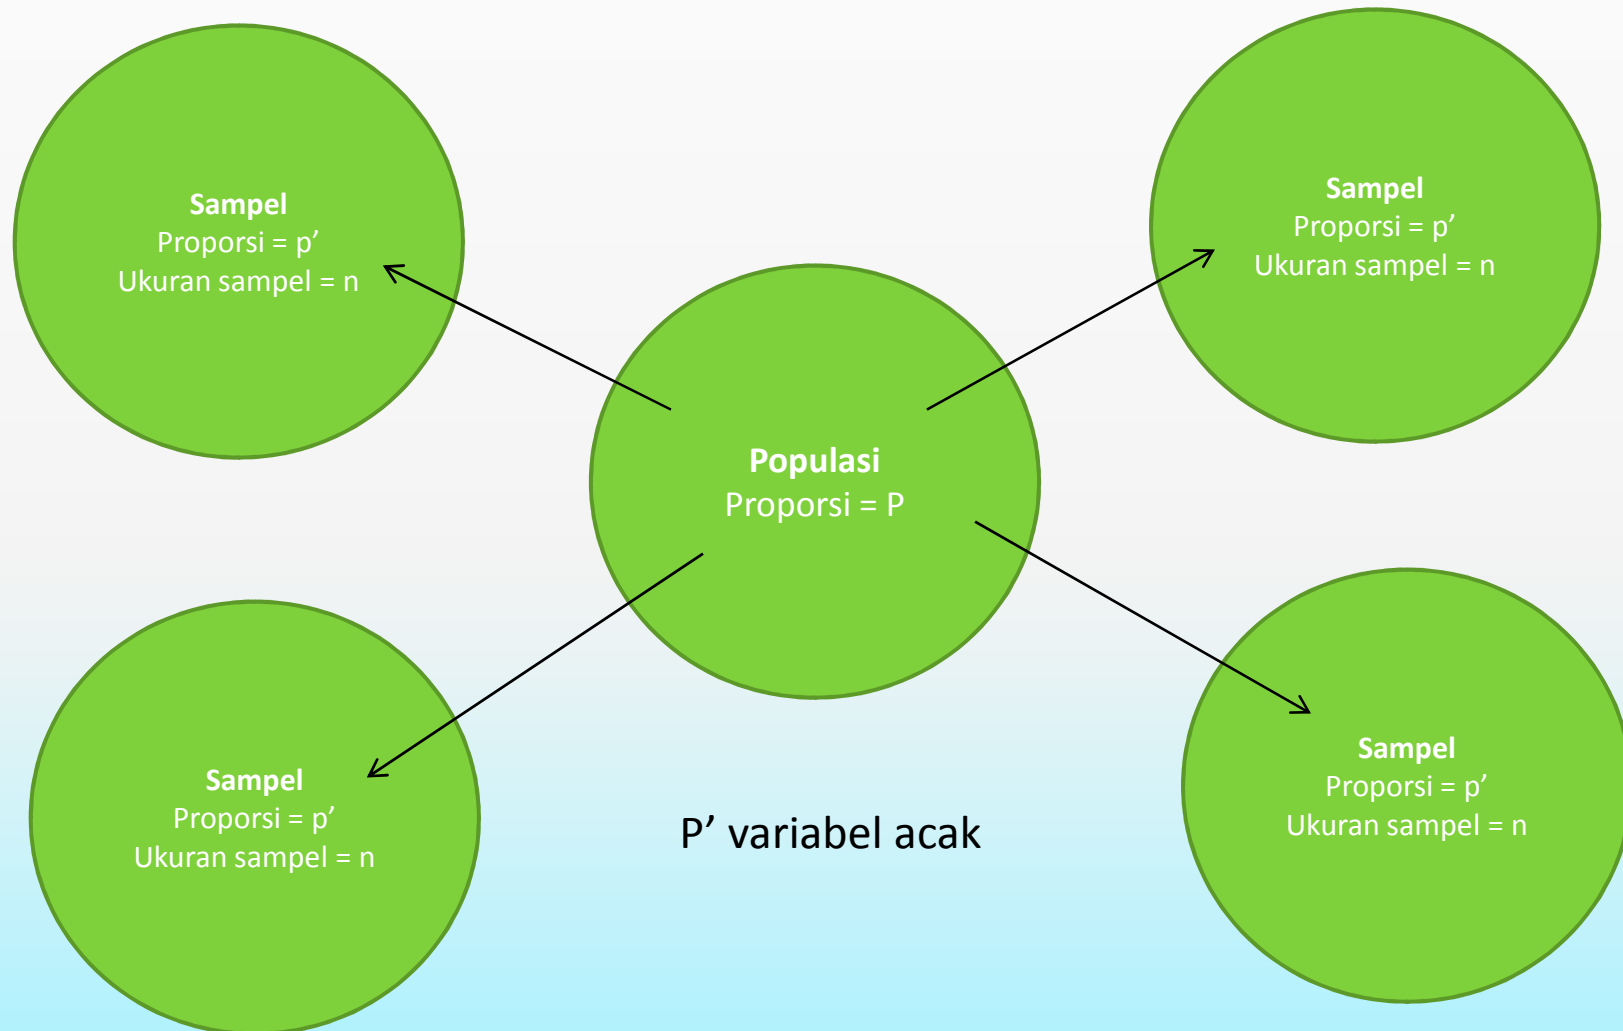 Sampel
Proporsi = p’
Ukuran sampel = n
Sampel
Proporsi = p’
Ukuran sampel = n
Populasi
Proporsi = P
Sampel
Proporsi = p’
Ukuran sampel = n
P’ variabel acak
Sampel
Proporsi = p’
Ukuran sampel = n